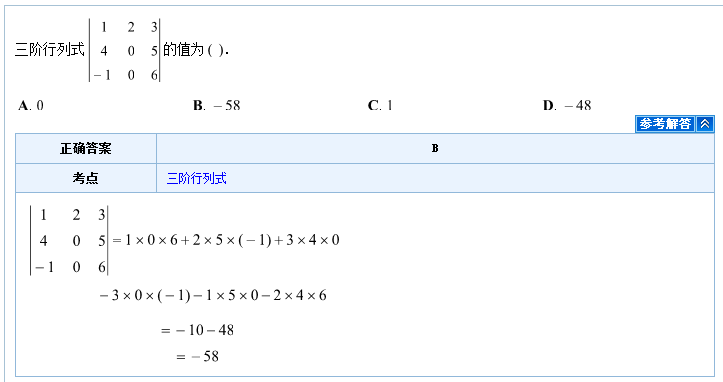 1 2 3
三阶行列式 4 0 5 的值为 ( ).
−1 0 6
A. 0 B. −58 C. 1 D. −48
参考解答
正确答案 B
考点 三阶行列式
1 2 3
4 0 5 = 1×0×6+2×5×(−1)+3×4×0
−1 0 6
−3×0×(−1)−1×5×0−2×4×6
= −10−48
= −58